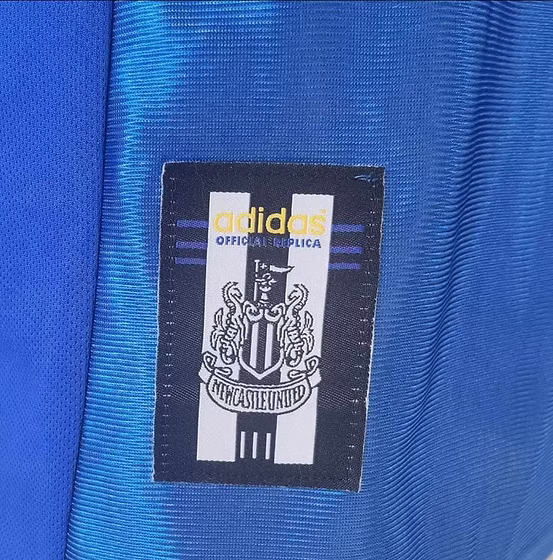 adidas
OFFICIAL REPLICA
NEWCASTLE UNITED